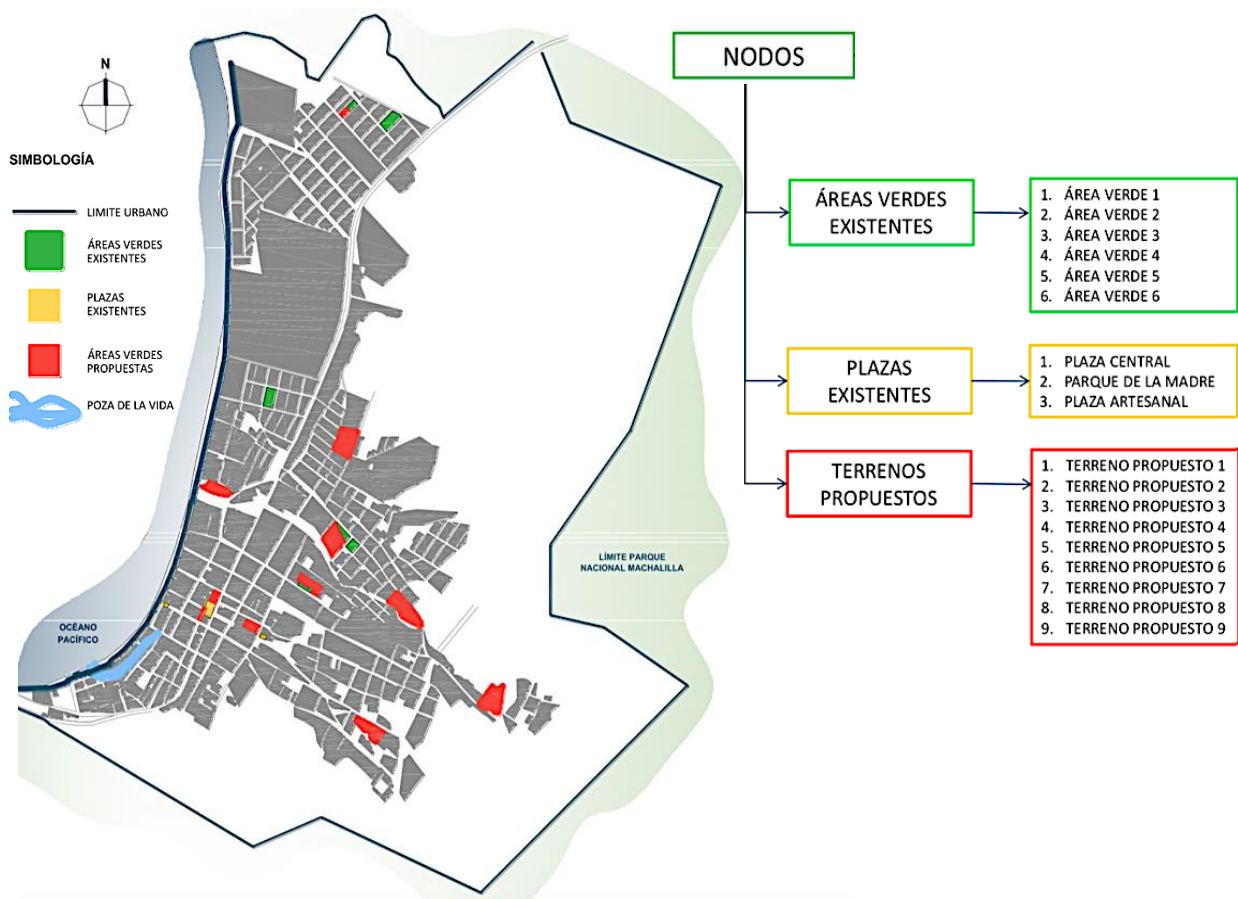 N
SIMBOLOGÍA
LIMITE URBANO
ÁREAS VERDES
EXISTENTES
PLAZAS
EXISTENTES
ÁREAS VERDES
PROPUESTAS
POZA DE LA VIDA
OCÉANO
PACÍFICO
LÍMITE PARQUE
NACIONAL MACHALILLA
NODOS
ÁREAS VERDES
EXISTENTES
1. ÁREA VERDE 1
2. ÁREA VERDE 2
3. ÁREA VERDE 3
4. ÁREA VERDE 4
5. ÁREA VERDE 5
6. ÁREA VERDE 6
PLAZAS
EXISTENTES
1. PLAZA CENTRAL
2. PARQUE DE LA MADRE
3. PLAZA ARTESANAL
TERRENOS
PROPUESTOS
1. TERRENO PROPUESTO 1
2. TERRENO PROPUESTO 2
3. TERRENO PROPUESTO 3
4. TERRENO PROPUESTO 4
5. TERRENO PROPUESTO 5
6. TERRENO PROPUESTO 6
7. TERRENO PROPUESTO 7
8. TERRENO PROPUESTO 8
9. TERRENO PROPUESTO 9